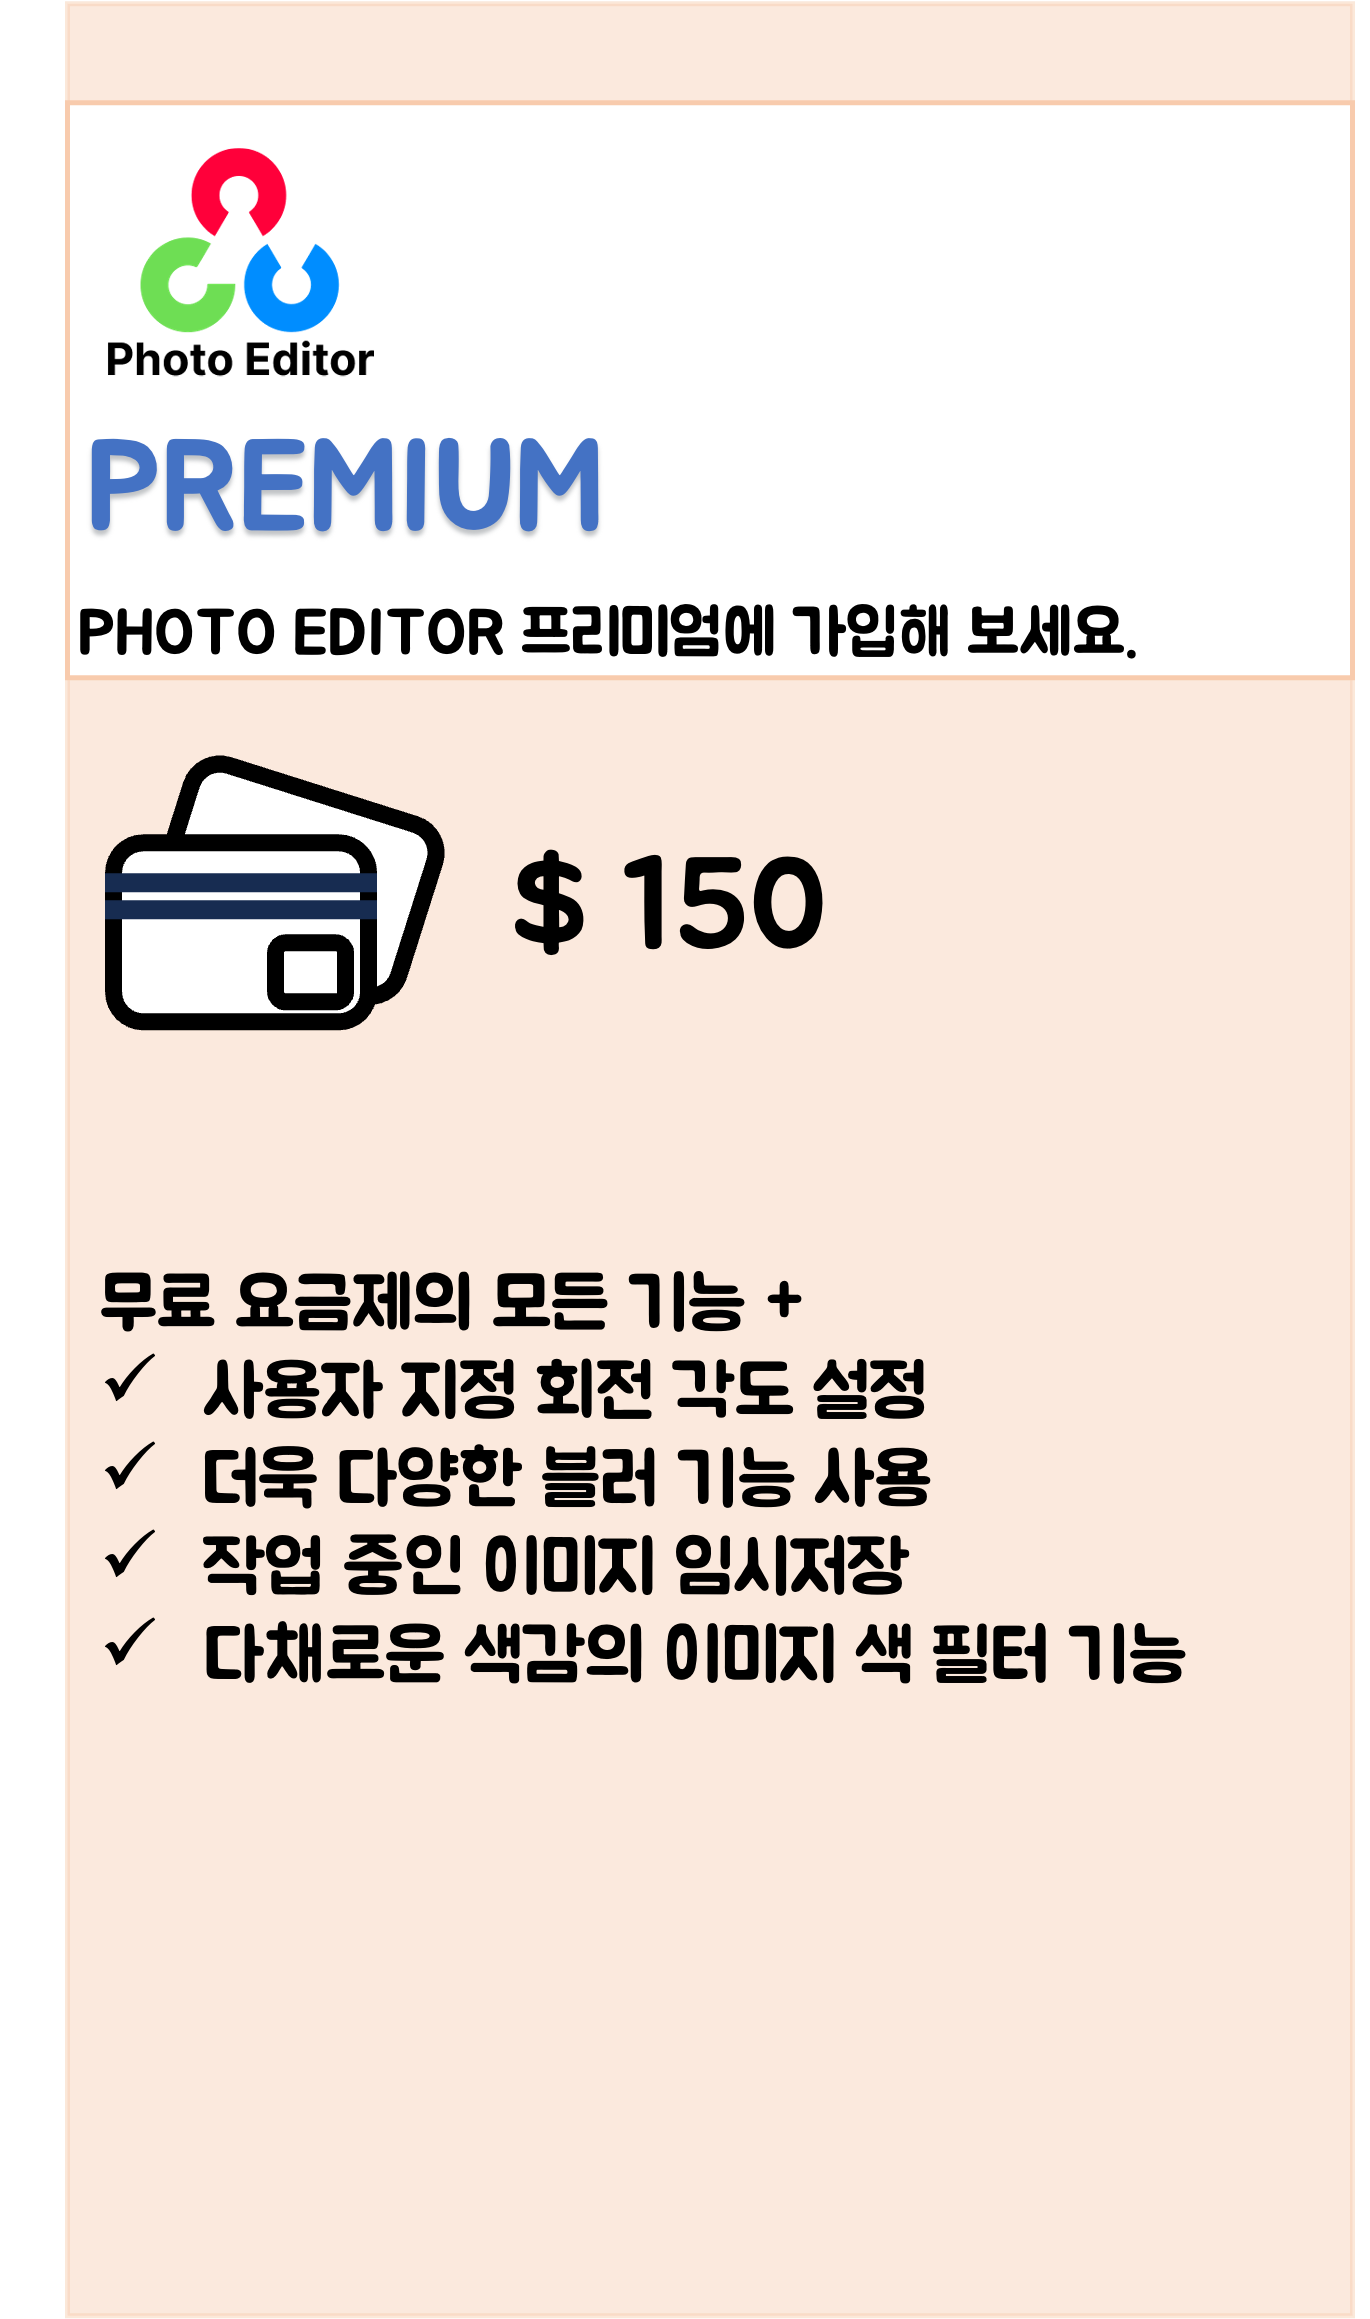 Photo Editor
PREMIUM
PHOTO EDITOR 프리미엄에 가입해 보세요.
$ 150
무료 요금제의 모든 기능 +
✓ 사용자 지정 회전 각도 설정
✓ 더욱 다양한 블러 기능 사용
✓ 작업 중인 이미지 임시저장
✓ 다채로운 색감의 이미지 색 필터 기능